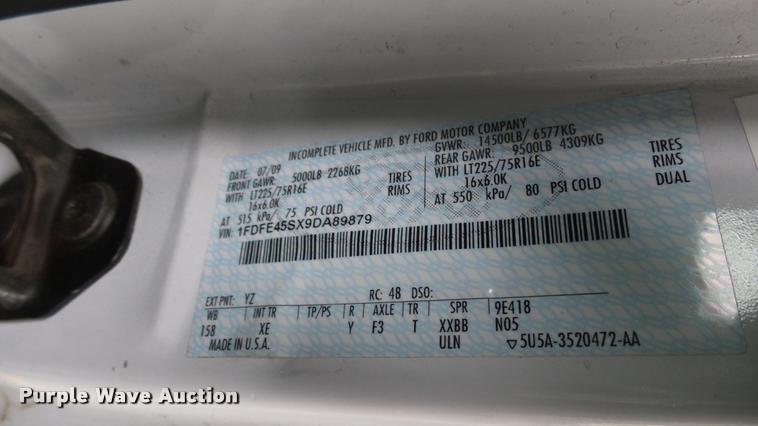 INCOMPLETE VEHICLE MFD. BY FORD MOTOR COMPANY
DATE: 07/09 GVWR: 14500LB/ 6577KG
FRONT GAWR: 5000LB 2268KG REAR GAWR: 9500LB 4309KG
WITH LT225/75R16E TIRES WITH LT225/75R16E TIRES
16x6.0K RIMS 16x6.0K RIMS
AT 515 kPa/ 75 PSI COLD AT 550 kPa/ 80 PSI COLD DUAL
VIN: 1FDFE45SX9DA89879
EXT PNT: YZ RC: 48 DSO:
WB INT TR TP/PS R AXLE TR SPR 9E418
158 XE Y F3 T XXBB N05
MADE IN U.S.A. ULN ▽5U5A-3520472-AA
Purple Wave Auction